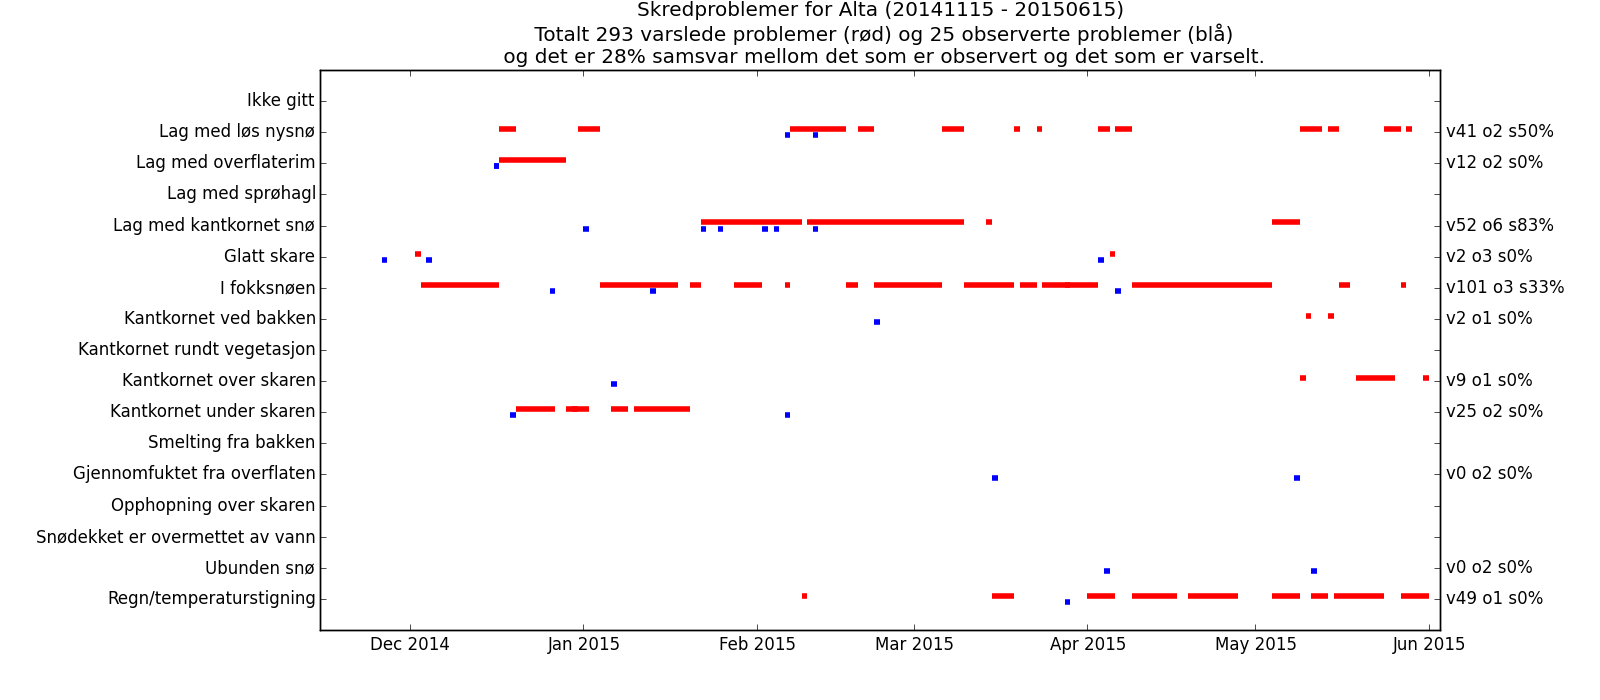 Skredproblemer for Alta (20141115 - 20150615)
Totalt 293 varslede problemer (rød) og 25 observerte problemer (blå)
og det er 28% samsvar mellom det som er observert og det som er varselt.
Ikke gitt
Lag med løs nysnø v41 o2 s50%
Lag med overflaterim v12 o2 s0%
Lag med sprøhagl
Lag med kantkornet snø v52 o6 s83%
Glatt skare v2 o3 s0%
I fokksnøen v101 o3 s33%
Kantkornet ved bakken v2 o1 s0%
Kantkornet rundt vegetasjon
Kantkornet over skaren v9 o1 s0%
Kantkornet under skaren v25 o2 s0%
Smelting fra bakken
Gjennomfuktet fra overflaten v0 o2 s0%
Opphopning over skaren
Snødekket er overmettet av vann
Ubunden snø v0 o2 s0%
Regn/temperaturstigning v49 o1 s0%
Dec 2014 Jan 2015 Feb 2015 Mar 2015 Apr 2015 May 2015 Jun 2015